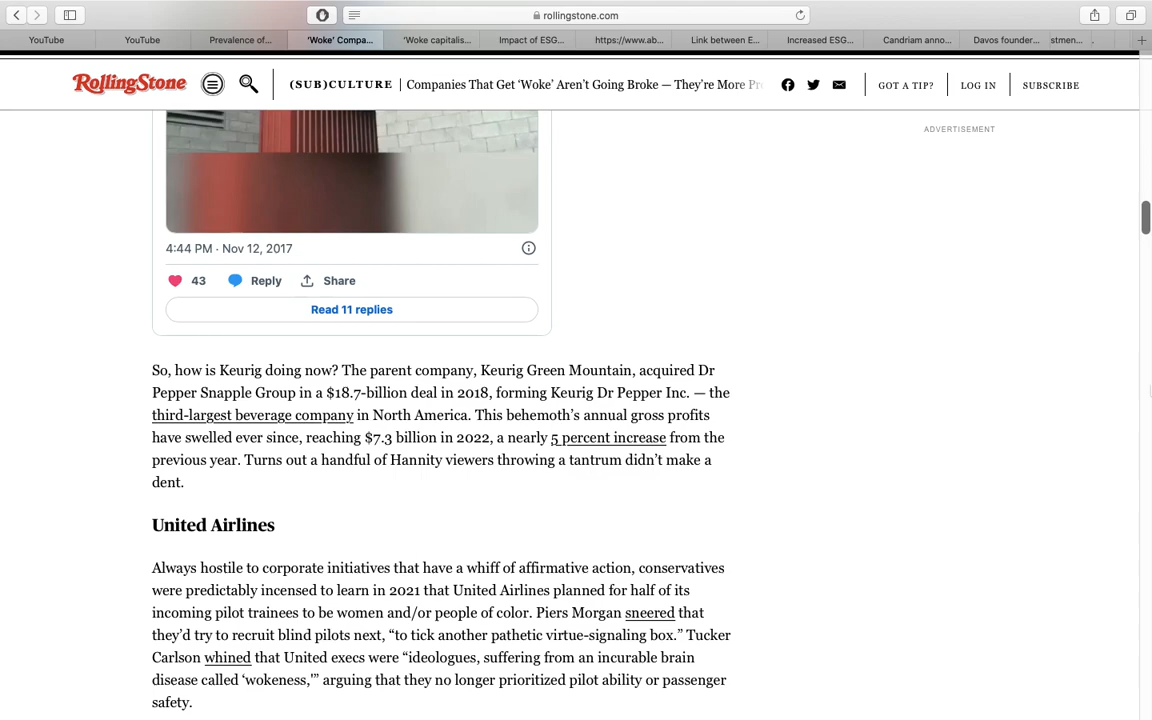 rollingstone.com
YouTube
YouTube
Prevalence of...
'Woke' Compa...
'Woke capitalis...
Impact of ESG...
https://www.ab...
Link between E...
Increased ESG...
Candriam anno...
Davos founder...
stmen...
RollingStone
(SUB)CULTURE | Companies That Get 'Woke' Aren't Going Broke — They're More Pr
GOT A TIP?
LOG IN
SUBSCRIBE
ADVERTISEMENT
4:44 PM · Nov 12, 2017
43 Reply Share
Read 11 replies
So, how is Keurig doing now? The parent company, Keurig Green Mountain, acquired Dr
Pepper Snapple Group in a $18.7-billion deal in 2018, forming Keurig Dr Pepper Inc. — the
third-largest beverage company in North America. This behemoth's annual gross profits
have swelled ever since, reaching $7.3 billion in 2022, a nearly 5 percent increase from the
previous year. Turns out a handful of Hannity viewers throwing a tantrum didn't make a
dent.
United Airlines
Always hostile to corporate initiatives that have a whiff of affirmative action, conservatives
were predictably incensed to learn in 2021 that United Airlines planned for half of its
incoming pilot trainees to be women and/or people of color. Piers Morgan sneered that
they'd try to recruit blind pilots next, "to tick another pathetic virtue-signaling box." Tucker
Carlson whined that United execs were "ideologues, suffering from an incurable brain
disease called 'wokeness,'" arguing that they no longer prioritized pilot ability or passenger
safety.